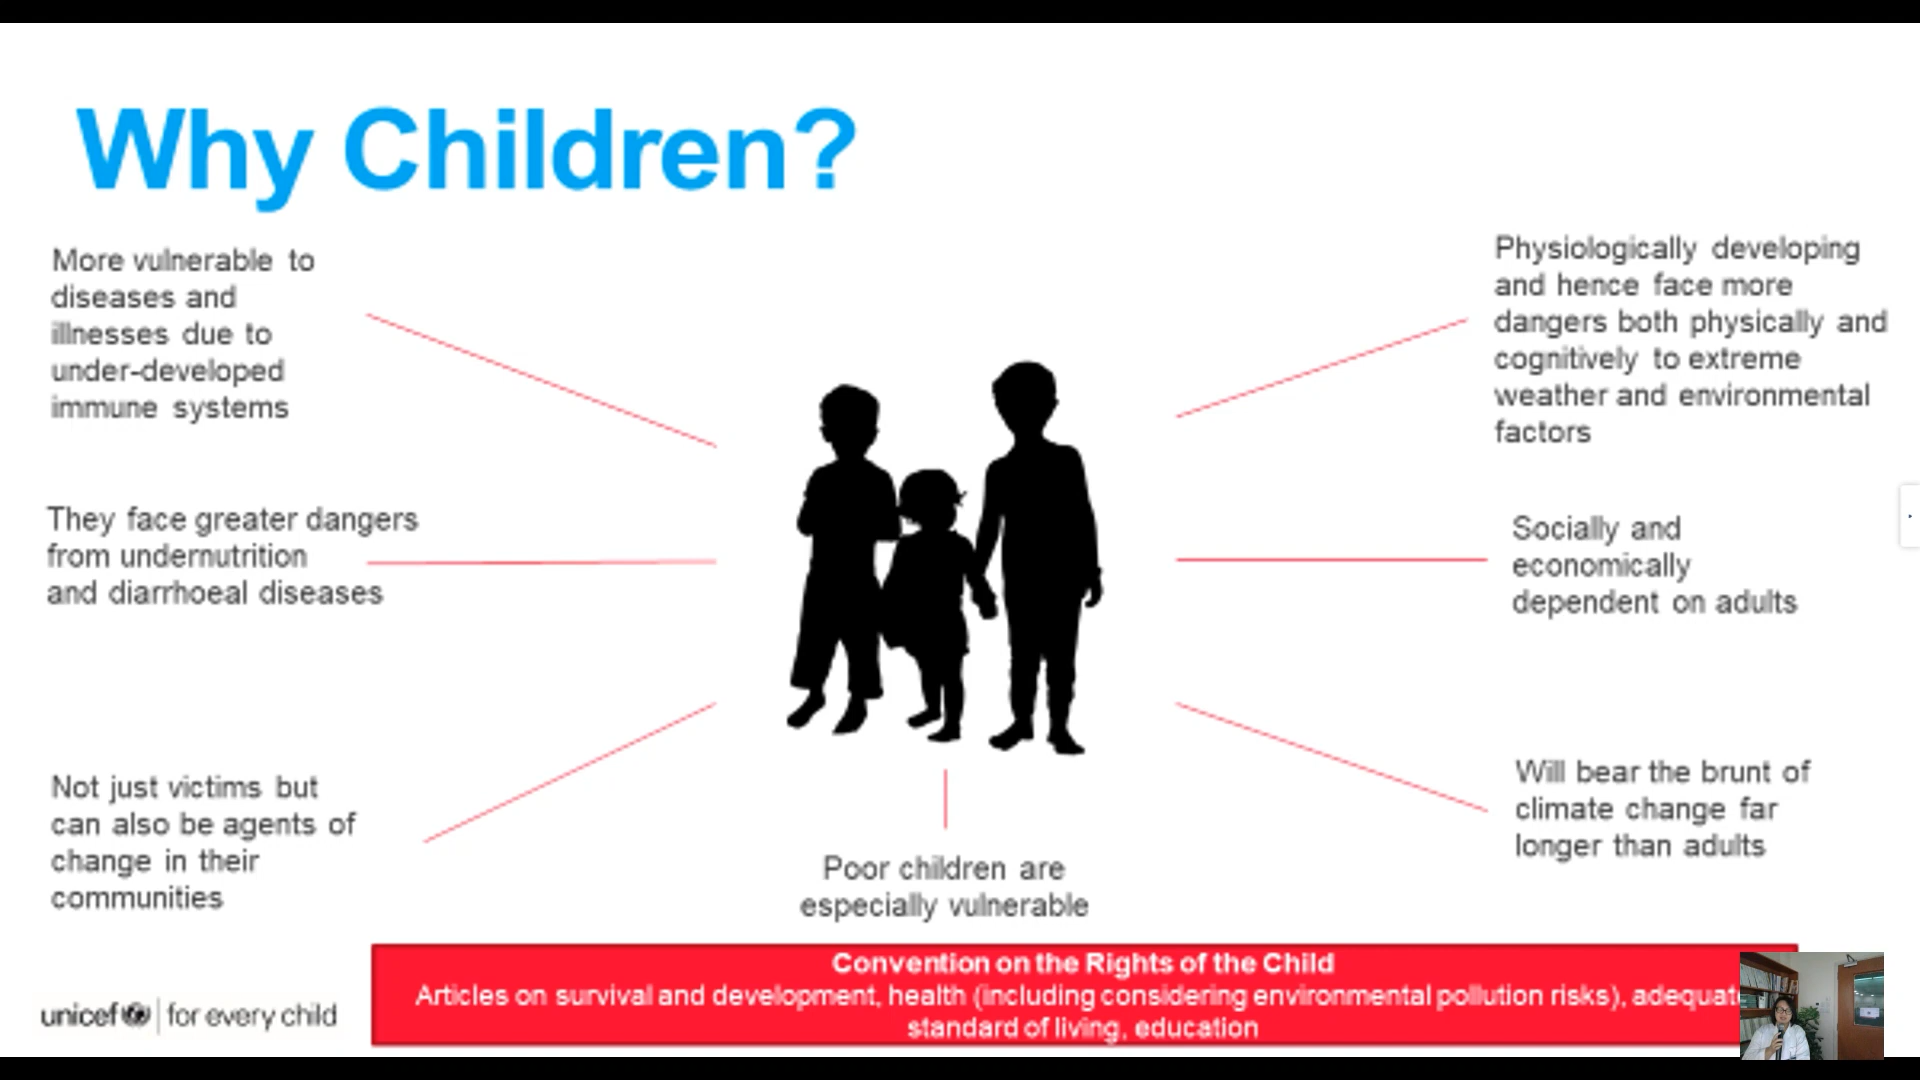 Why Children?
More vulnerable to
diseases and
illnesses due to
under-developed
immune systems
They face greater dangers
from undernutrition
and diarrhoeal diseases
Not just victims but
can also be agents of
change in their
communities
Poor children are
especially vulnerable
Physiologically developing
and hence face more
dangers both physically and
cognitively to extreme
weather and environmental
factors
Socially and
economically
dependent on adults
Will bear the brunt of
climate change far
longer than adults
Convention on the Rights of the Child
Articles on survival and development, health (including considering environmental pollution risks), adequat
standard of living, education
unicef for every child